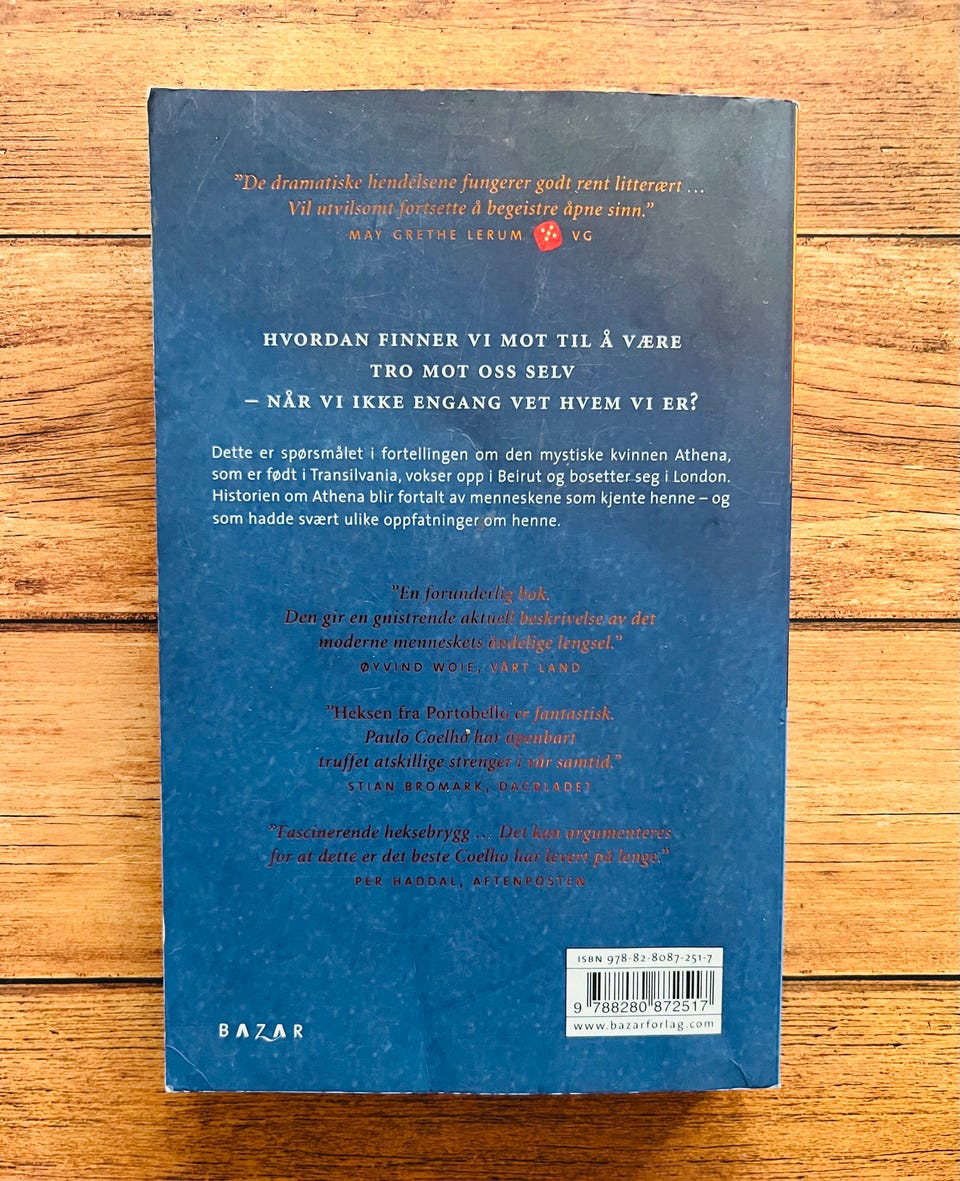 ”De dramatiske hendelsene fungerer godt rent litterært ...
Vil utvilsomt fortsette å begeistre åpne sinn.”
MAY GRETHE LERUM VG
HVORDAN FINNER VI MOT TIL Å VÆRE
TRO MOT OSS SELV
– NÅR VI IKKE ENGANG VET HVEM VI ER?
Dette er spørsmålet i fortellingen om den mystiske kvinnen Athena,
som er født i Transilvania, vokser opp i Beirut og bosetter seg i London.
Historien om Athena blir fortalt av menneskene som kjente henne – og
som hadde svært ulike oppfatninger om henne.
”En forunderlig bok.
Den gir en gnistrende aktuell beskrivelse av det
moderne menneskets åndelige lengsel.”
ØYVIND WOIE, VÅRT LAND
”Heksen fra Portobello er fantastisk.
Paulo Coelho har åpenbart
truffet atskillige strenger i vår samtid.”
STIAN BROMARK, DAGBLADET
”Fascinerende heksebrygg ... Det kan argumenteres
for at dette er det beste Coelho har levert på lenge.”
PER HADDAL, AFTENPOSTEN
ISBN 978-82-8087-251-7
9 788280 872517
www.bazarforlag.com
BAZAR